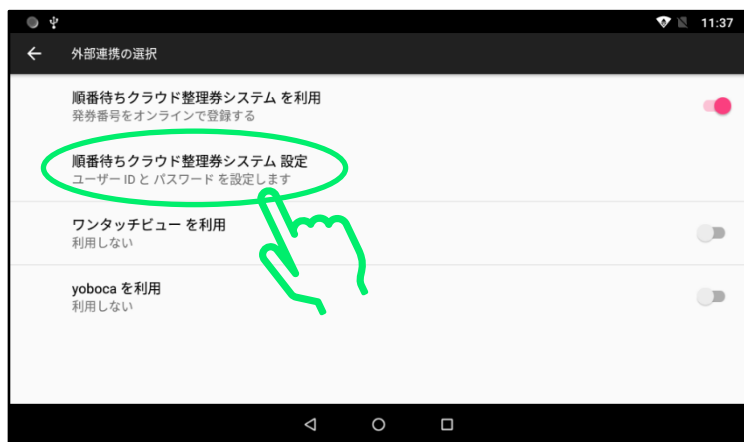 11:37
外部連携の選択
順番待ちクラウド整理券システム を利用
発券番号をオンラインで登録する
順番待ちクラウド整理券システム 設定
ユーザー ID と パスワード を設定します
ワンタッチビュー を利用
利用しない
yoboca を利用
利用しない